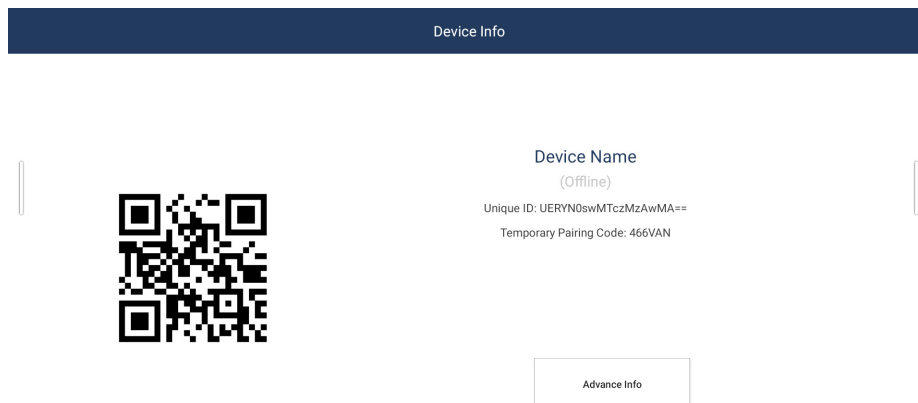 Device Info
Device Name
(Offline)
Unique ID: UERYN0swMTczMzAwMA==
Temporary Pairing Code: 466VAN
Advance Info